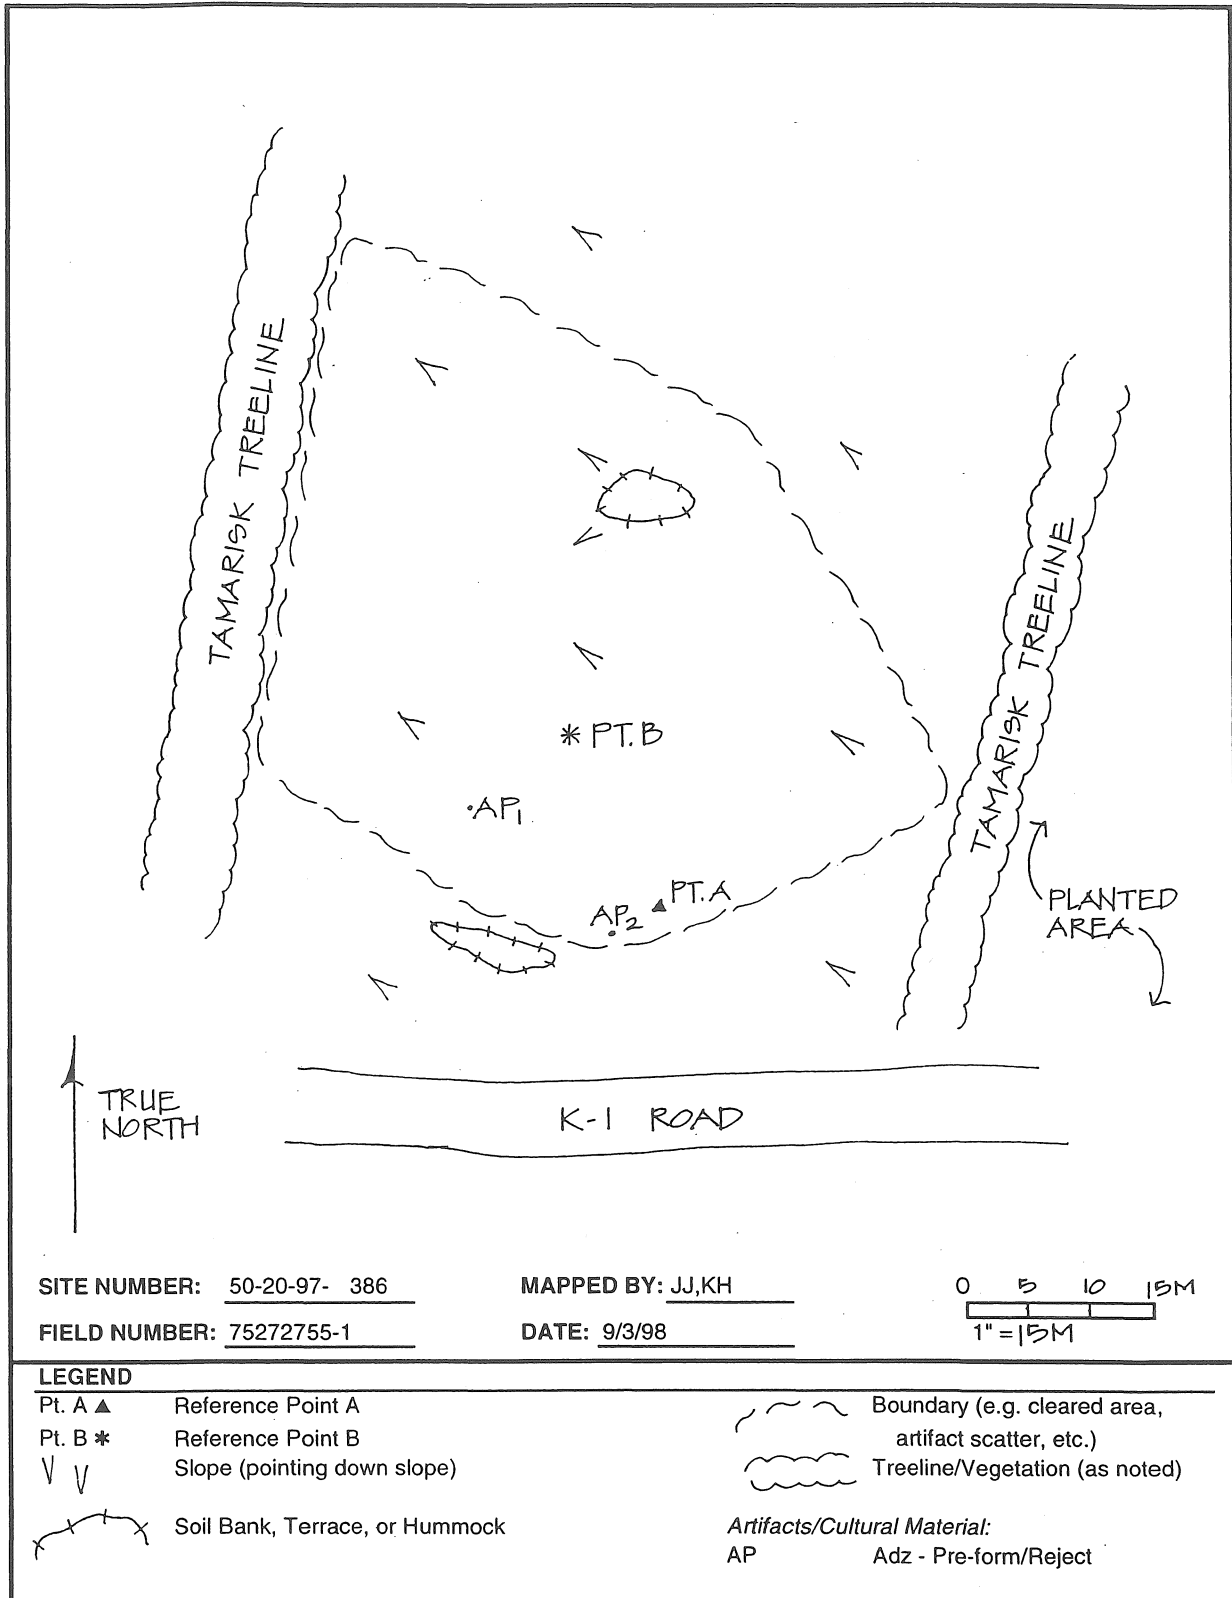 TAMARISK TREELINE
TAMARISK TREELINE
PT. B
AP1
PT. A
AP2
PLANTED
AREA
TRUE
NORTH
K-1 ROAD
SITE NUMBER: 50-20-97- 386
MAPPED BY: JJ,KH
0 5 10 15M
FIELD NUMBER: 75272755-1
DATE: 9/3/98
1" = 15M
LEGEND
Pt. A ▲ Reference Point A
Pt. B * Reference Point B
Slope (pointing down slope)
Soil Bank, Terrace, or Hummock
Boundary (e.g. cleared area,
artifact scatter, etc.)
Treeline/Vegetation (as noted)
Artifacts/Cultural Material:
AP Adz - Pre-form/Reject